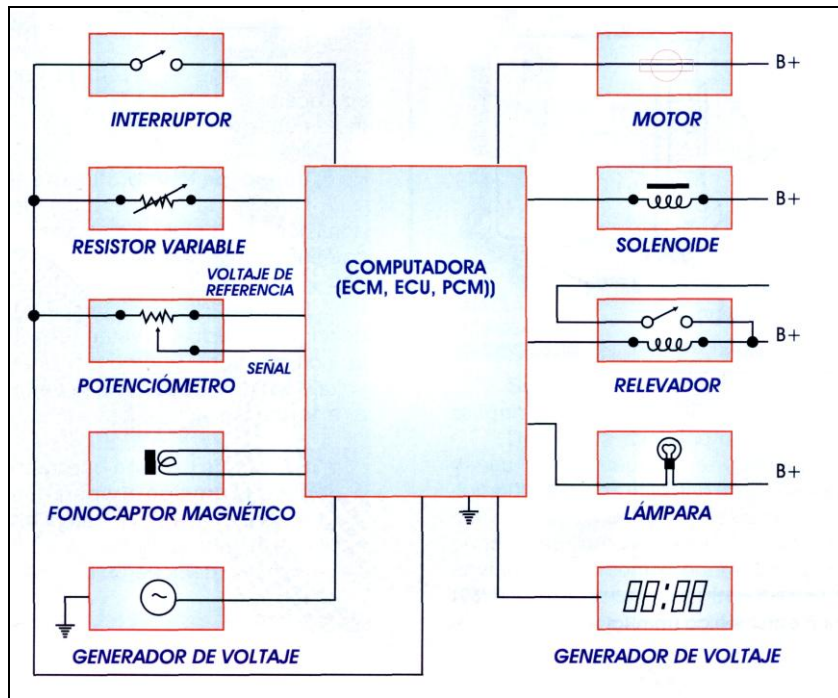 INTERRUPTOR
RESISTOR VARIABLE
VOLTAJE DE
REFERENCIA
SEÑAL
POTENCIÓMETRO
FONOCAPTOR MAGNÉTICO
GENERADOR DE VOLTAJE
COMPUTADORA
(ECM, ECU, PCM))
B+
MOTOR
B+
SOLENOIDE
B+
RELEVADOR
B+
LÁMPARA
88:88
GENERADOR DE VOLTAJE